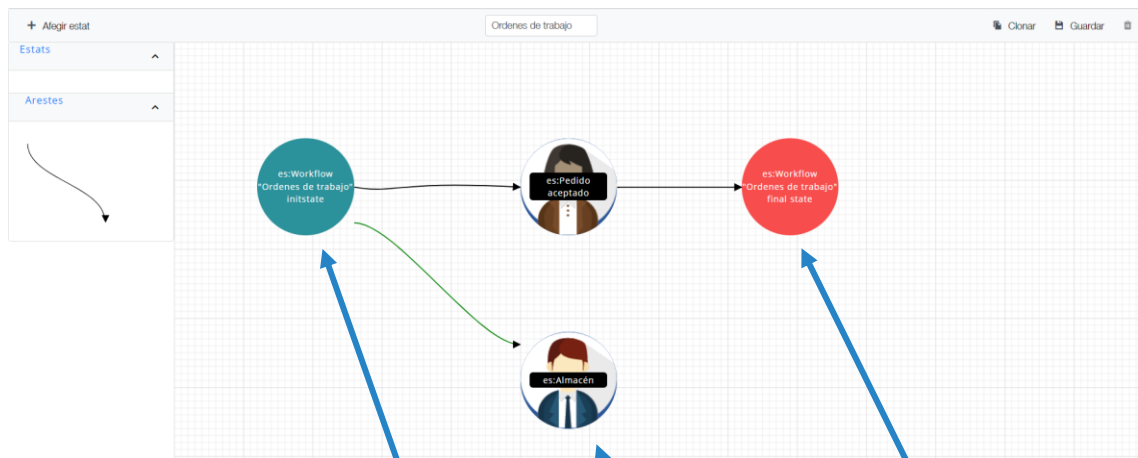 + Afegir estat
Ordenes de trabajo
Clonar
Guardar
Estats
Arestes
es:Workflow
"Ordenes de trabajo"
initstate
es:Pedido
aceptado
es:Workflow
"Ordenes de trabajo"
final state
es:Almacén